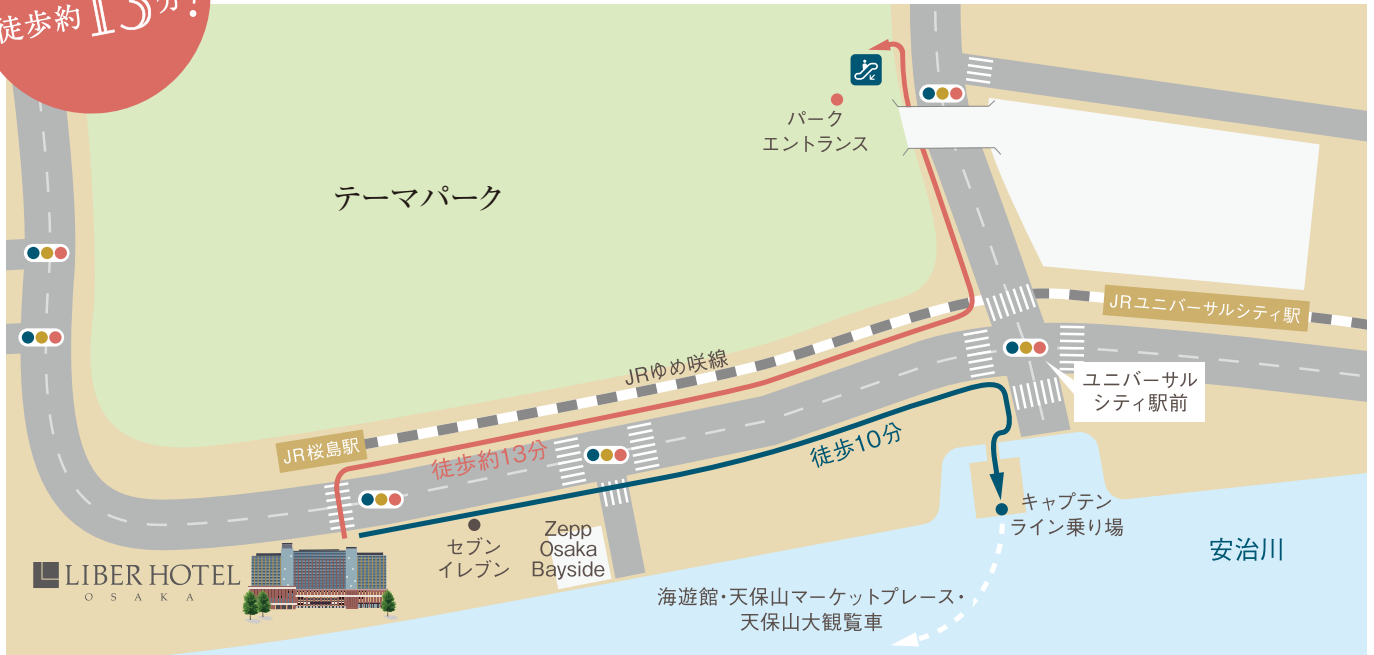 徒歩約13分!
パーク
エントランス
テーマパーク
JRユニバーサルシティ駅
JRゆめ咲線
ユニバーサル
シティ駅前
JR桜島駅
徒歩約13分
徒歩10分
キャプテン
ライン乗り場
セブン
イレブン
Zepp
Osaka
Bayside
安治川
LIBER HOTEL
OSAKA
海遊館・天保山マーケットプレース・
天保山大観覧車